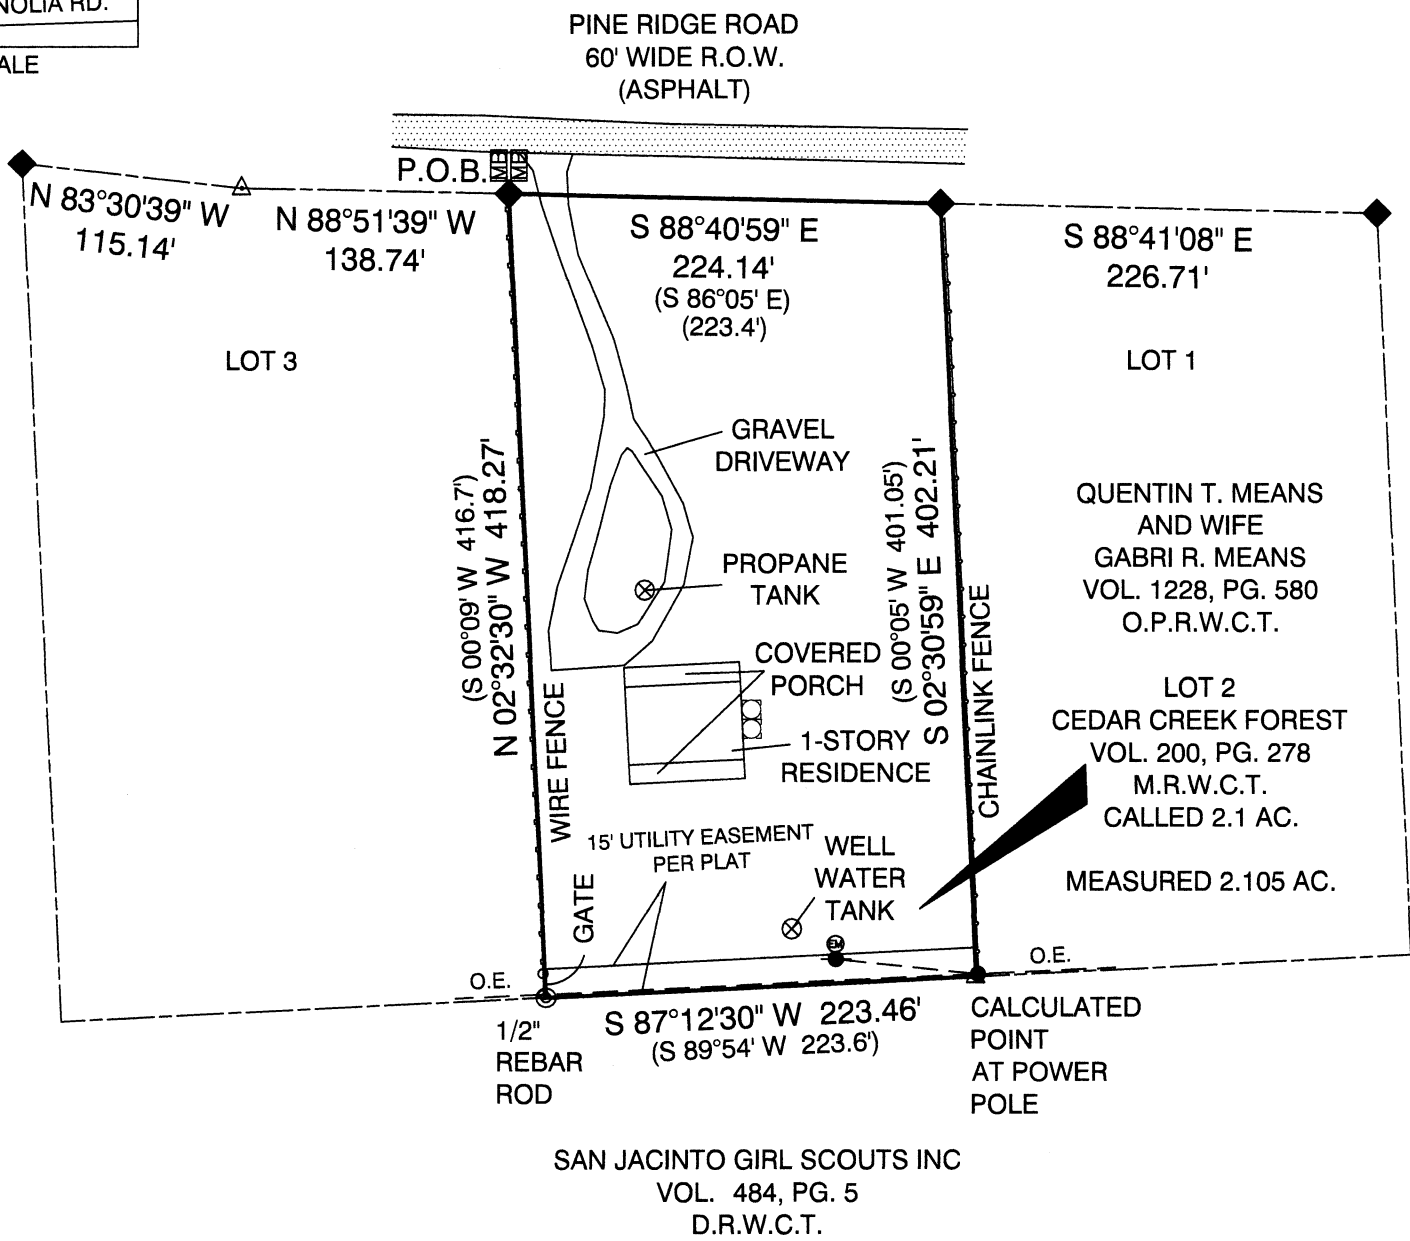 NOLIA RD.
ALE
PINE RIDGE ROAD
60' WIDE R.O.W.
(ASPHALT)
P.O.B.
N 83°30'39" W
115.14'
N 88°51'39" W
138.74'
S 88°40'59" E
224.14'
(S 86°05' E)
(223.4')
S 88°41'08" E
226.71'
LOT 3
LOT 1
GRAVEL
DRIVEWAY
(S 00°09' W 416.7')
N 02°32'30" W 418.27'
(S 00°05' W 401.05')
S 02°30'59" E 402.21'
QUENTIN T. MEANS
AND WIFE
GABRI R. MEANS
VOL. 1228, PG. 580
O.P.R.W.C.T.
PROPANE
TANK
COVERED
PORCH
LOT 2
CEDAR CREEK FOREST
VOL. 200, PG. 278
M.R.W.C.T.
CALLED 2.1 AC.
MEASURED 2.105 AC.
1-STORY
RESIDENCE
WIRE FENCE
CHAINLINK FENCE
15' UTILITY EASEMENT
PER PLAT
WELL
WATER
TANK
GATE
EM
O.E.
O.E.
S 87°12'30" W 223.46'
(S 89°54' W 223.6')
1/2"
REBAR
ROD
CALCULATED
POINT
AT POWER
POLE
SAN JACINTO GIRL SCOUTS INC
VOL. 484, PG. 5
D.R.W.C.T.